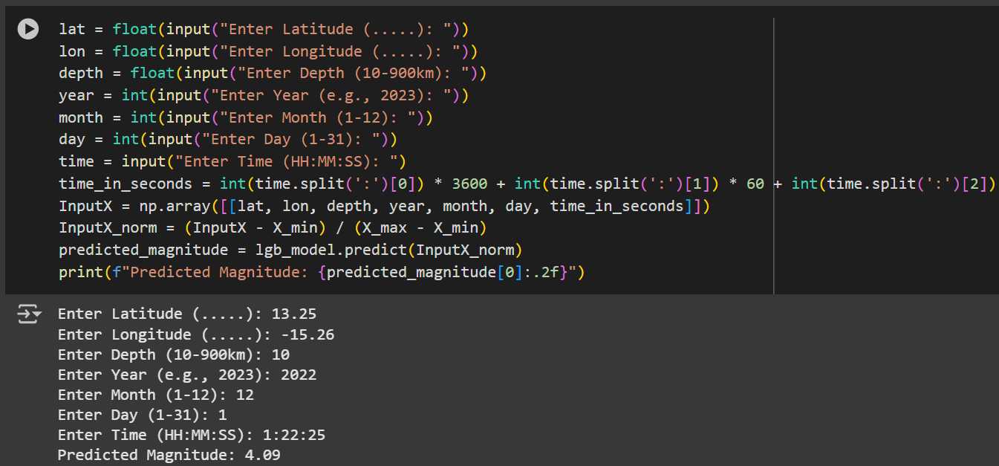 lat = float(input("Enter Latitude (.....): "))
lon = float(input("Enter Longitude (.....): "))
depth = float(input("Enter Depth (10-900km): "))
year = int(input("Enter Year (e.g., 2023): "))
month = int(input("Enter Month (1-12): "))
day = int(input("Enter Day (1-31): "))
time = input("Enter Time (HH:MM:SS): ")
time_in_seconds = int(time.split(':')[0]) * 3600 + int(time.split(':')[1]) * 60 + int(time.split(':')[2])
InputX = np.array([[lat, lon, depth, year, month, day, time_in_seconds]])
InputX_norm = (InputX - X_min) / (X_max - X_min)
predicted_magnitude = lgb_model.predict(InputX_norm)
print(f"Predicted Magnitude: {predicted_magnitude[0]:.2f}")
Enter Latitude (.....): 13.25
Enter Longitude (.....): -15.26
Enter Depth (10-900km): 10
Enter Year (e.g., 2023): 2022
Enter Month (1-12): 12
Enter Day (1-31): 1
Enter Time (HH:MM:SS): 1:22:25
Predicted Magnitude: 4.09